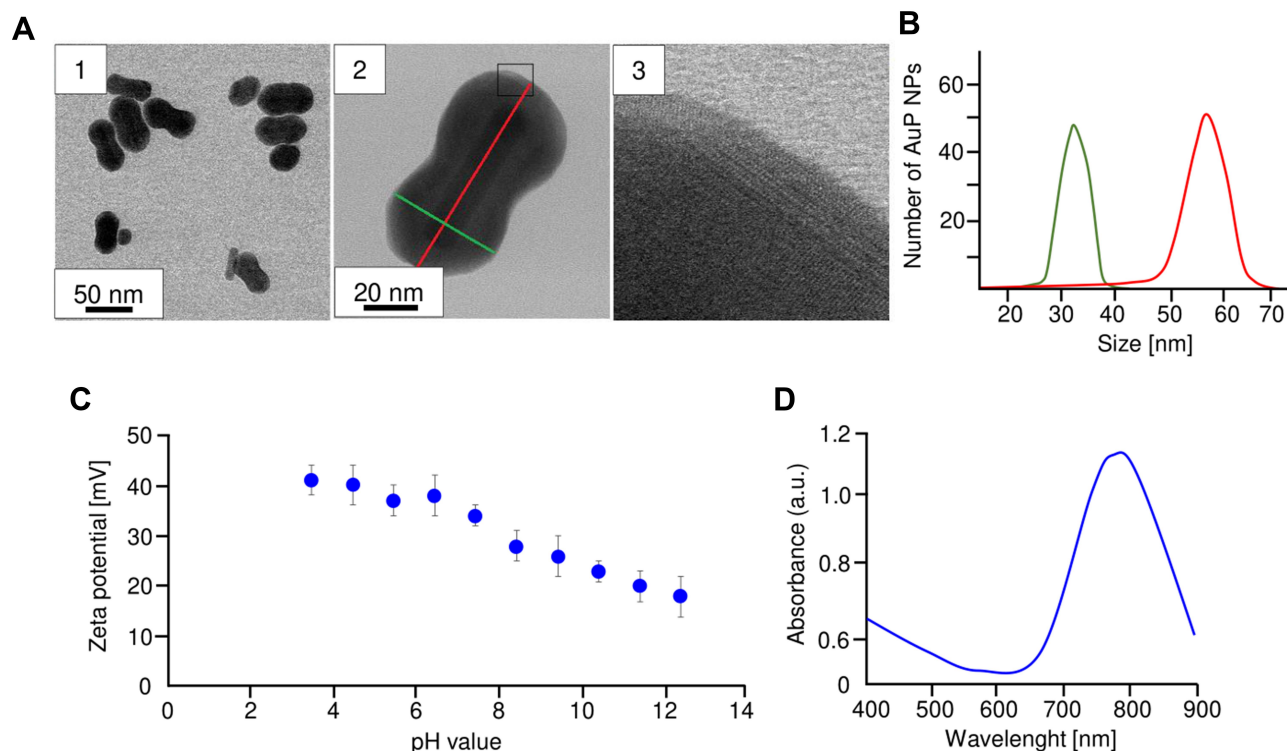 A
1
2
3
50 nm
20 nm
B
Number of AuP NPs
60
40
20
20 30 40 50 60 70
Size [nm]
C
Zeta potential [mV]
50
40
30
20
10
0
0 2 4 6 8 10 12 14
pH value
D
Absorbance (a.u.)
1.2
1.0
0.8
0.6
0
400 500 600 700 800 900
Wavelenght [nm]